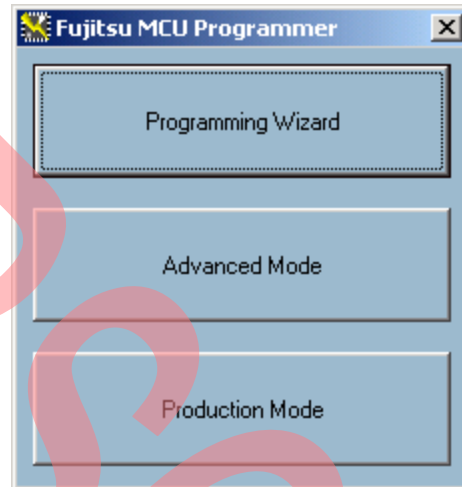 Fujitsu MCU Programmer
Programming Wizard
Advanced Mode
Production Mode